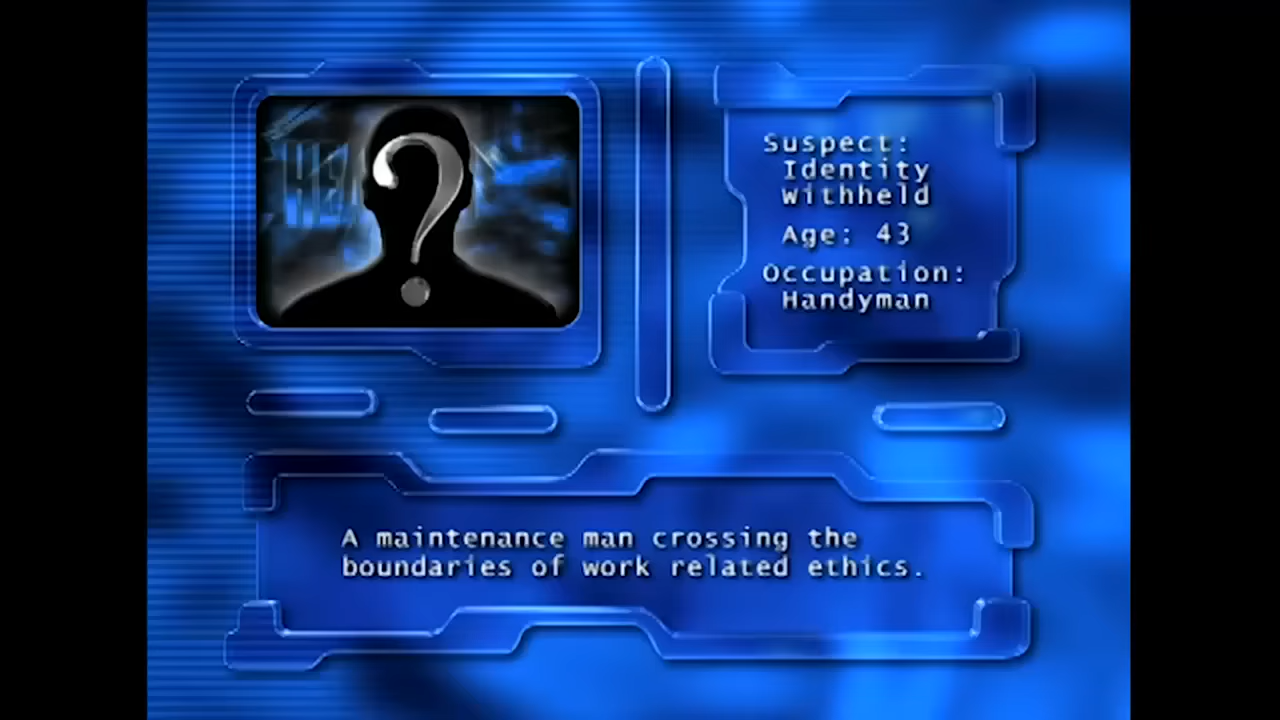 Suspect:
Identity
Withheld
Age: 43
Occupation:
Handyman
?
A maintenance man crossing the
boundaries of work related ethics.